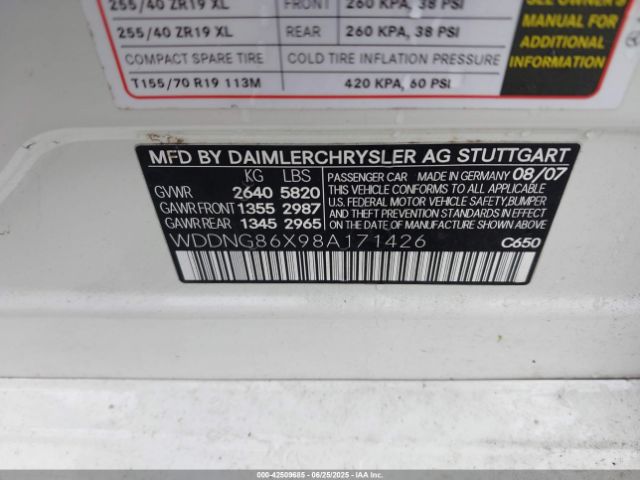 255/40 ZR19 XL FRONT 260 KPA, 38 PSI
255/40 ZR19 XL REAR 260 KPA, 38 PSI
COMPACT SPARE TIRE COLD TIRE INFLATION PRESSURE
T155/70 R19 113M 420 KPA, 60 PSI
SEE OWNER'S
MANUAL FOR
ADDITIONAL
INFORMATION
MFD BY DAIMLERCHRYSLER AG STUTTGART
KG LBS
GVWR 2640 5820
GAWR FRONT 1355 2987
GAWR REAR 1345 2965
PASSENGER CAR MADE IN GERMANY 08/07
THIS VEHICLE CONFORMS TO ALL APPLICABLE
U.S. FEDERAL MOTOR VEHICLE SAFETY,BUMPER
AND THEFT PREVENTION STANDARDS IN EFFECT
ON THE DATE OF MANUFACTURE SHOWN ABOVE.
WDDNG86X98A171426
C650
000-42509685 - 06/25/2025 - IAA Inc.